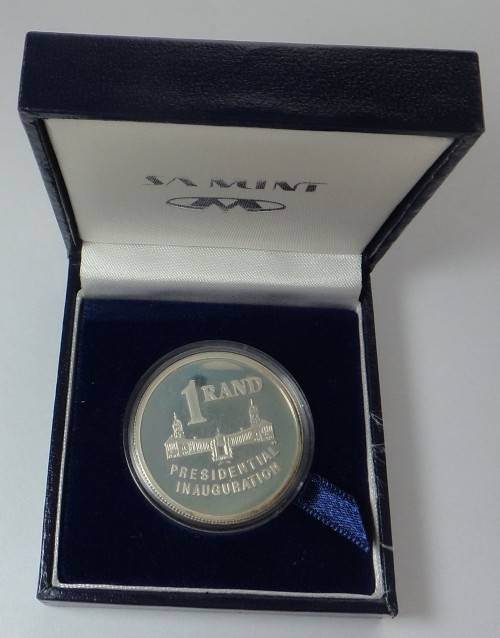 SA MINT
1 RAND
PRESIDENTIAL
INAUGURATION